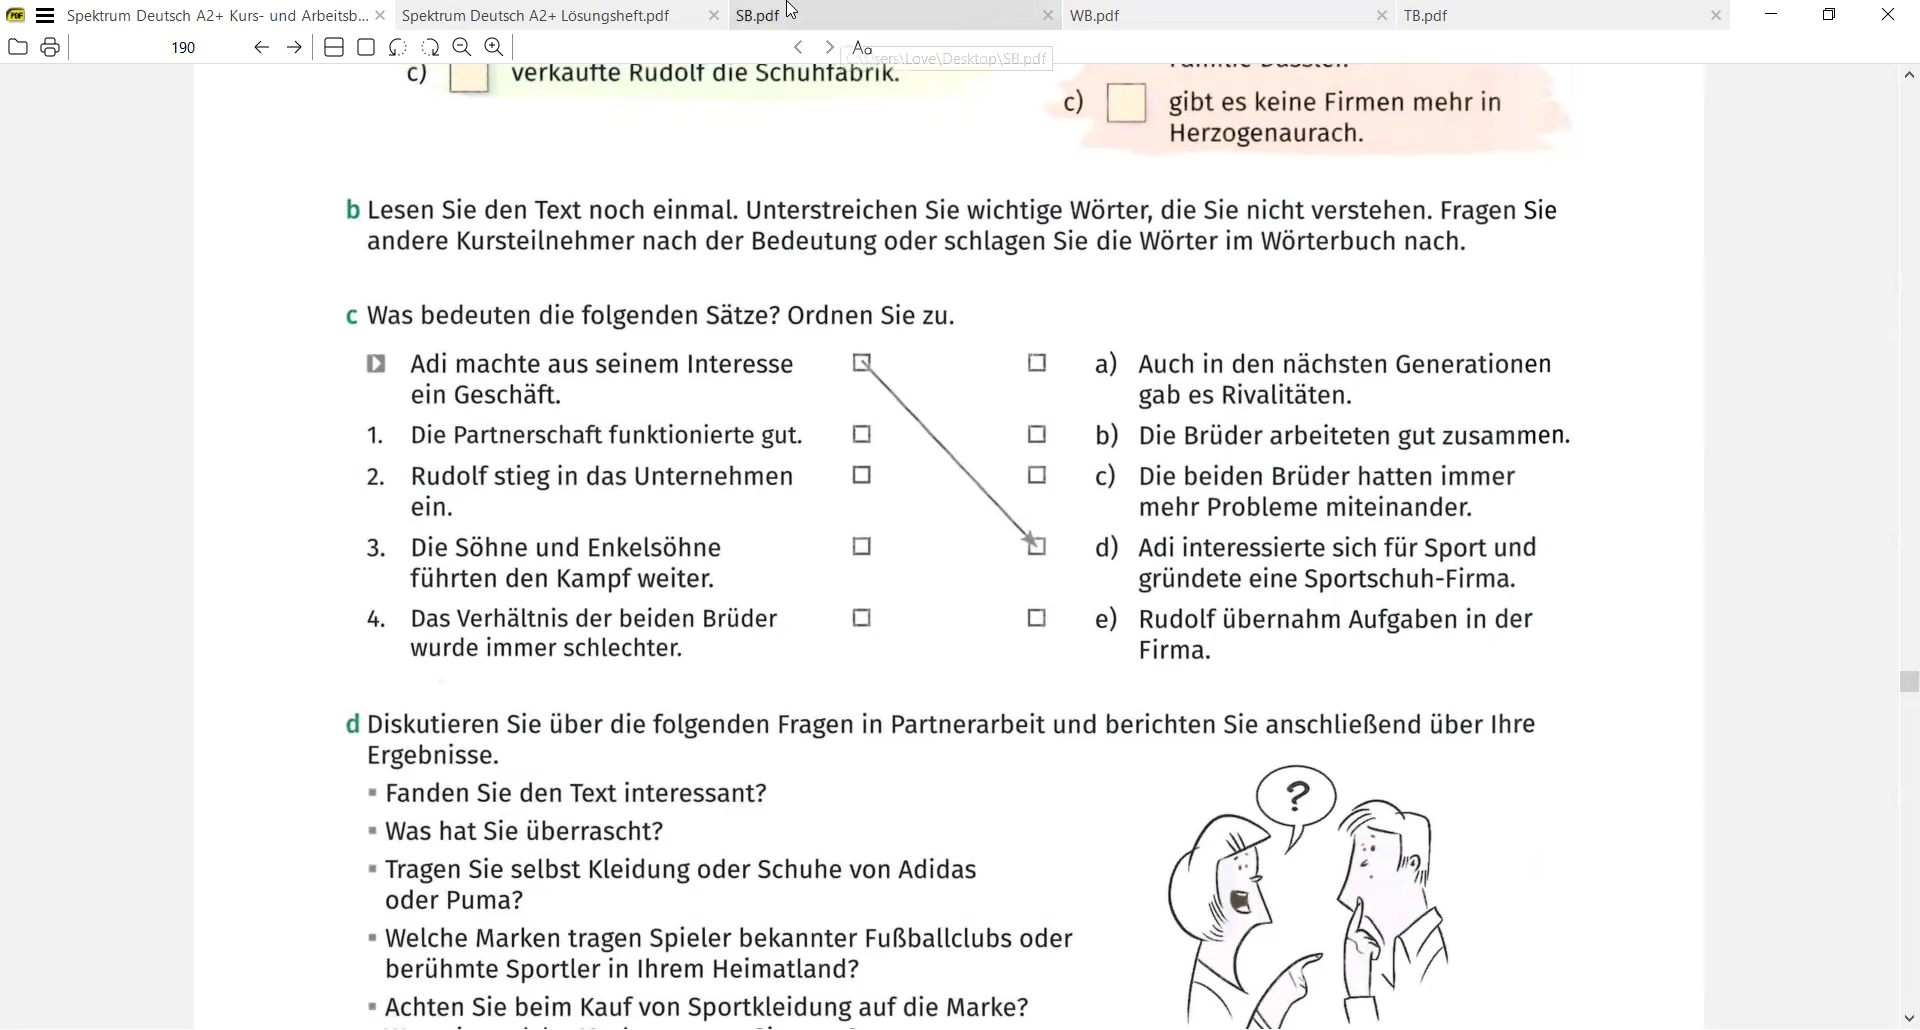 Spektrum Deutsch A2+ Kurs- und Arbeitsb...
Spektrum Deutsch A2+ Lösungsheft.pdf
SB.pdf
WB.pdf
TB.pdf
PDF
190
Aa
:\Users\Love\Desktop\SB.pdf
c) verkaufte Rudolf die Schuhfabrik.
Familie Dassler.
c) gibt es keine Firmen mehr in
Herzogenaurach.
b Lesen Sie den Text noch einmal. Unterstreichen Sie wichtige Wörter, die Sie nicht verstehen. Fragen Sie
andere Kursteilnehmer nach der Bedeutung oder schlagen Sie die Wörter im Wörterbuch nach.
c Was bedeuten die folgenden Sätze? Ordnen Sie zu.
Adi machte aus seinem Interesse
ein Geschäft.
1. Die Partnerschaft funktionierte gut.
2. Rudolf stieg in das Unternehmen
ein.
3. Die Söhne und Enkelsöhne
führten den Kampf weiter.
4. Das Verhältnis der beiden Brüder
wurde immer schlechter.
a) Auch in den nächsten Generationen
gab es Rivalitäten.
b) Die Brüder arbeiteten gut zusammen.
c) Die beiden Brüder hatten immer
mehr Probleme miteinander.
d) Adi interessierte sich für Sport und
gründete eine Sportschuh-Firma.
e) Rudolf übernahm Aufgaben in der
Firma.
d Diskutieren Sie über die folgenden Fragen in Partnerarbeit und berichten Sie anschließend über Ihre
Ergebnisse.
▪ Fanden Sie den Text interessant?
▪ Was hat Sie überrascht?
▪ Tragen Sie selbst Kleidung oder Schuhe von Adidas
oder Puma?
▪ Welche Marken tragen Spieler bekannter Fußballclubs oder
berühmte Sportler in Ihrem Heimatland?
▪ Achten Sie beim Kauf von Sportkleidung auf die Marke?
?